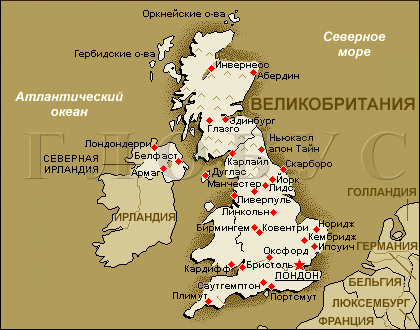 Оркнейские о-ва
Северное
море
Гербидские о-ва
Инвернесс
Абердин
Атлантический
океан
ВЕЛИКОБРИТАНИЯ
Эдинбург
Глазго
Ньюкасл
апон Тайн
Лондондерри
ГЛОБУС
Белфаст
СЕВЕРНАЯ
ИРЛАНДИЯ
Армаг
Карлайл
Скарборо
Дуглас
Йорк
Манчестер
Лидс
Ливерпуль
ГОЛЛАНДИЯ
ИРЛАНДИЯ
Линкольн
Бирмингем
Ковентри
Норидж
Кембридж
Ипсуич
ГЕРМАНИЯ
Оксфорд
Кардифф
Бристоль
ЛОНДОН
БЕЛЬГИЯ
Саутгемптон
Портсмут
Плимут
ЛЮКСЕМБУРГ
ФРАНЦИЯ